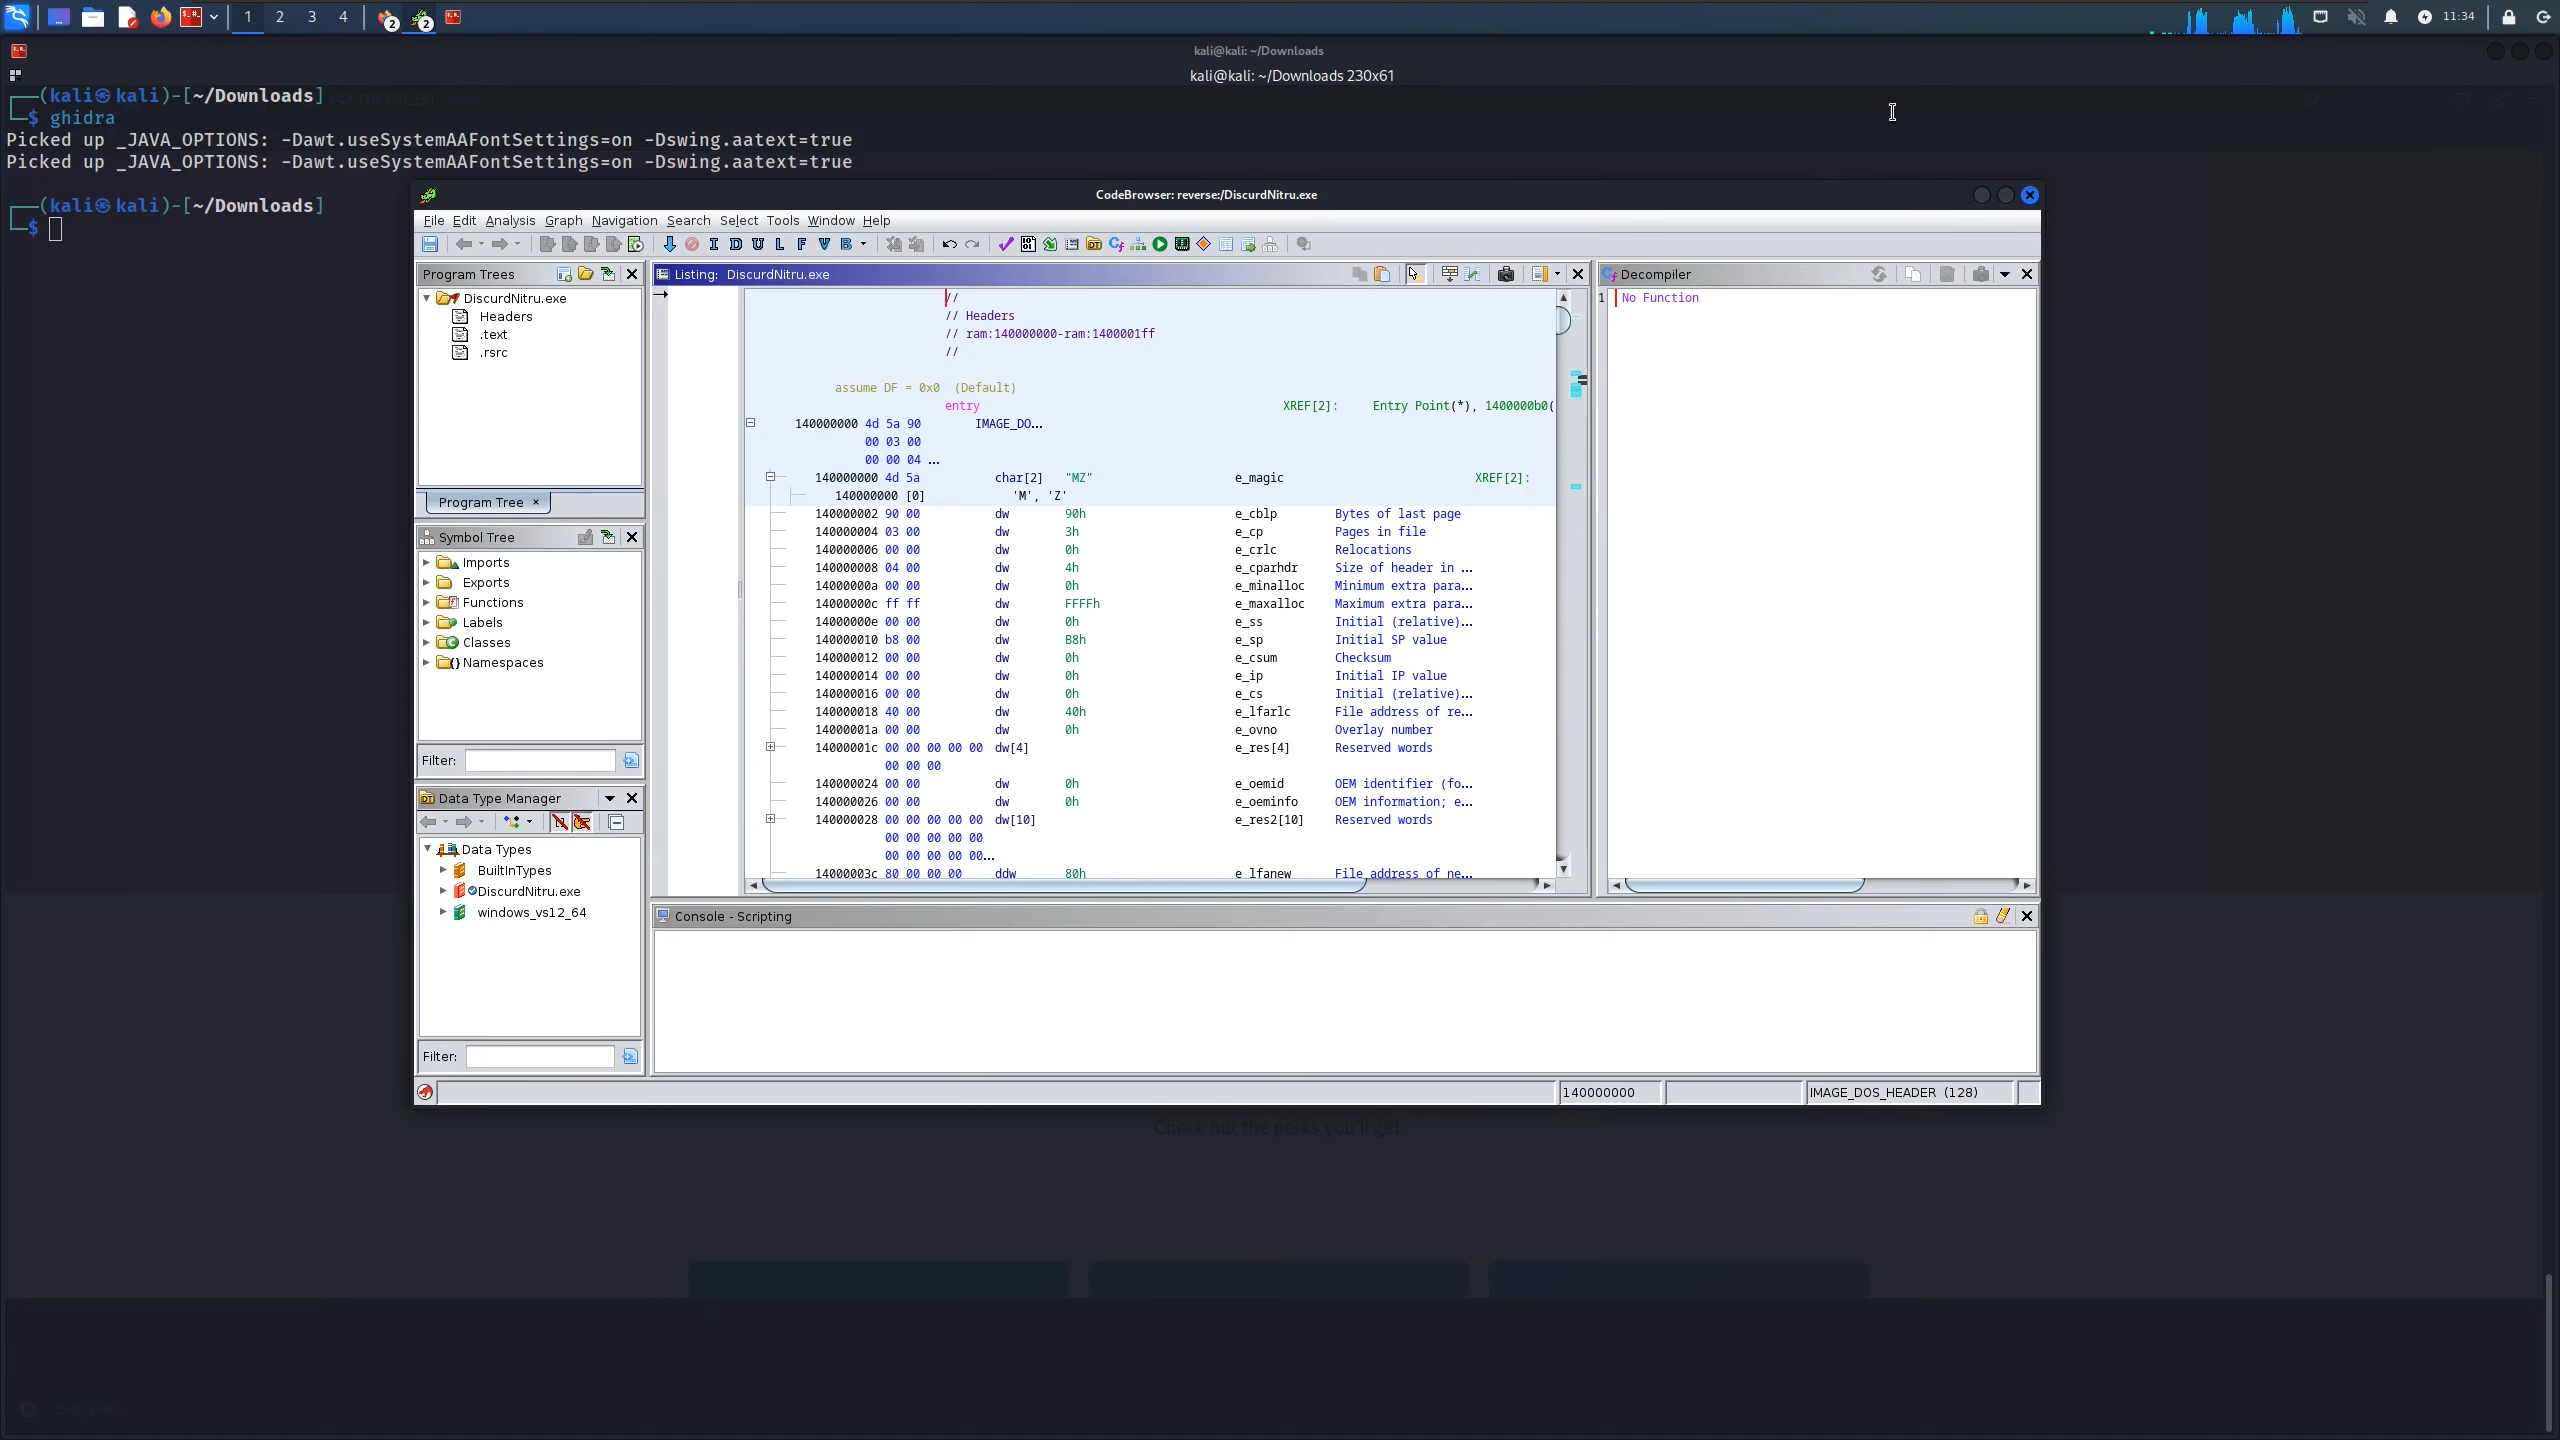 1 2 3 4 2 2 11:34
kali@kali: ~/Downloads
kali@kali: ~/Downloads 230x61
┌──(kali㉿kali)-[~/Downloads]
└─$ ghidra
Picked up _JAVA_OPTIONS: -Dawt.useSystemAAFontSettings=on -Dswing.aatext=true
Picked up _JAVA_OPTIONS: -Dawt.useSystemAAFontSettings=on -Dswing.aatext=true
┌──(kali㉿kali)-[~/Downloads]
└─$
CodeBrowser: reverse:/DiscurdNitru.exe
File Edit Analysis Graph Navigation Search Select Tools Window Help
I D U L F V B
Program Trees
DiscurdNitru.exe
Headers
.text
.rsrc
Program Tree ×
Symbol Tree
Imports
Exports
Functions
Labels
Classes
Namespaces
Filter:
Data Type Manager
Data Types
BuiltInTypes
DiscurdNitru.exe
windows_vs12_64
Filter:
Listing: DiscurdNitru.exe
//
// Headers
// ram:140000000-ram:1400001ff
//
assume DF = 0x0 (Default)
entry XREF[2]: Entry Point(*), 1400000b0(
140000000 4d 5a 90 IMAGE_DO...
00 03 00
00 00 04 ...
140000000 4d 5a char[2] "MZ" e_magic XREF[2]:
140000000 [0] 'M', 'Z'
140000002 90 00 dw 90h e_cblp Bytes of last page
140000004 03 00 dw 3h e_cp Pages in file
140000006 00 00 dw 0h e_crlc Relocations
140000008 04 00 dw 4h e_cparhdr Size of header in ...
14000000a 00 00 dw 0h e_minalloc Minimum extra para...
14000000c ff ff dw FFFFh e_maxalloc Maximum extra para...
14000000e 00 00 dw 0h e_ss Initial (relative)...
140000010 b8 00 dw B8h e_sp Initial SP value
140000012 00 00 dw 0h e_csum Checksum
140000014 00 00 dw 0h e_ip Initial IP value
140000016 00 00 dw 0h e_cs Initial (relative)...
140000018 40 00 dw 40h e_lfarlc File address of re...
14000001a 00 00 dw 0h e_ovno Overlay number
14000001c 00 00 00 00 00 dw[4] e_res[4] Reserved words
00 00 00
140000024 00 00 dw 0h e_oemid OEM identifier (fo...
140000026 00 00 dw 0h e_oeminfo OEM information; e...
140000028 00 00 00 00 00 dw[10] e_res2[10] Reserved words
00 00 00 00 00
00 00 00 00 00...
14000003c 80 00 00 00 ddw 80h e_lfanew File address of ne...
Decompiler
1 No Function
Console - Scripting
140000000 IMAGE_DOS_HEADER (128)
Check out the perks you'll get.